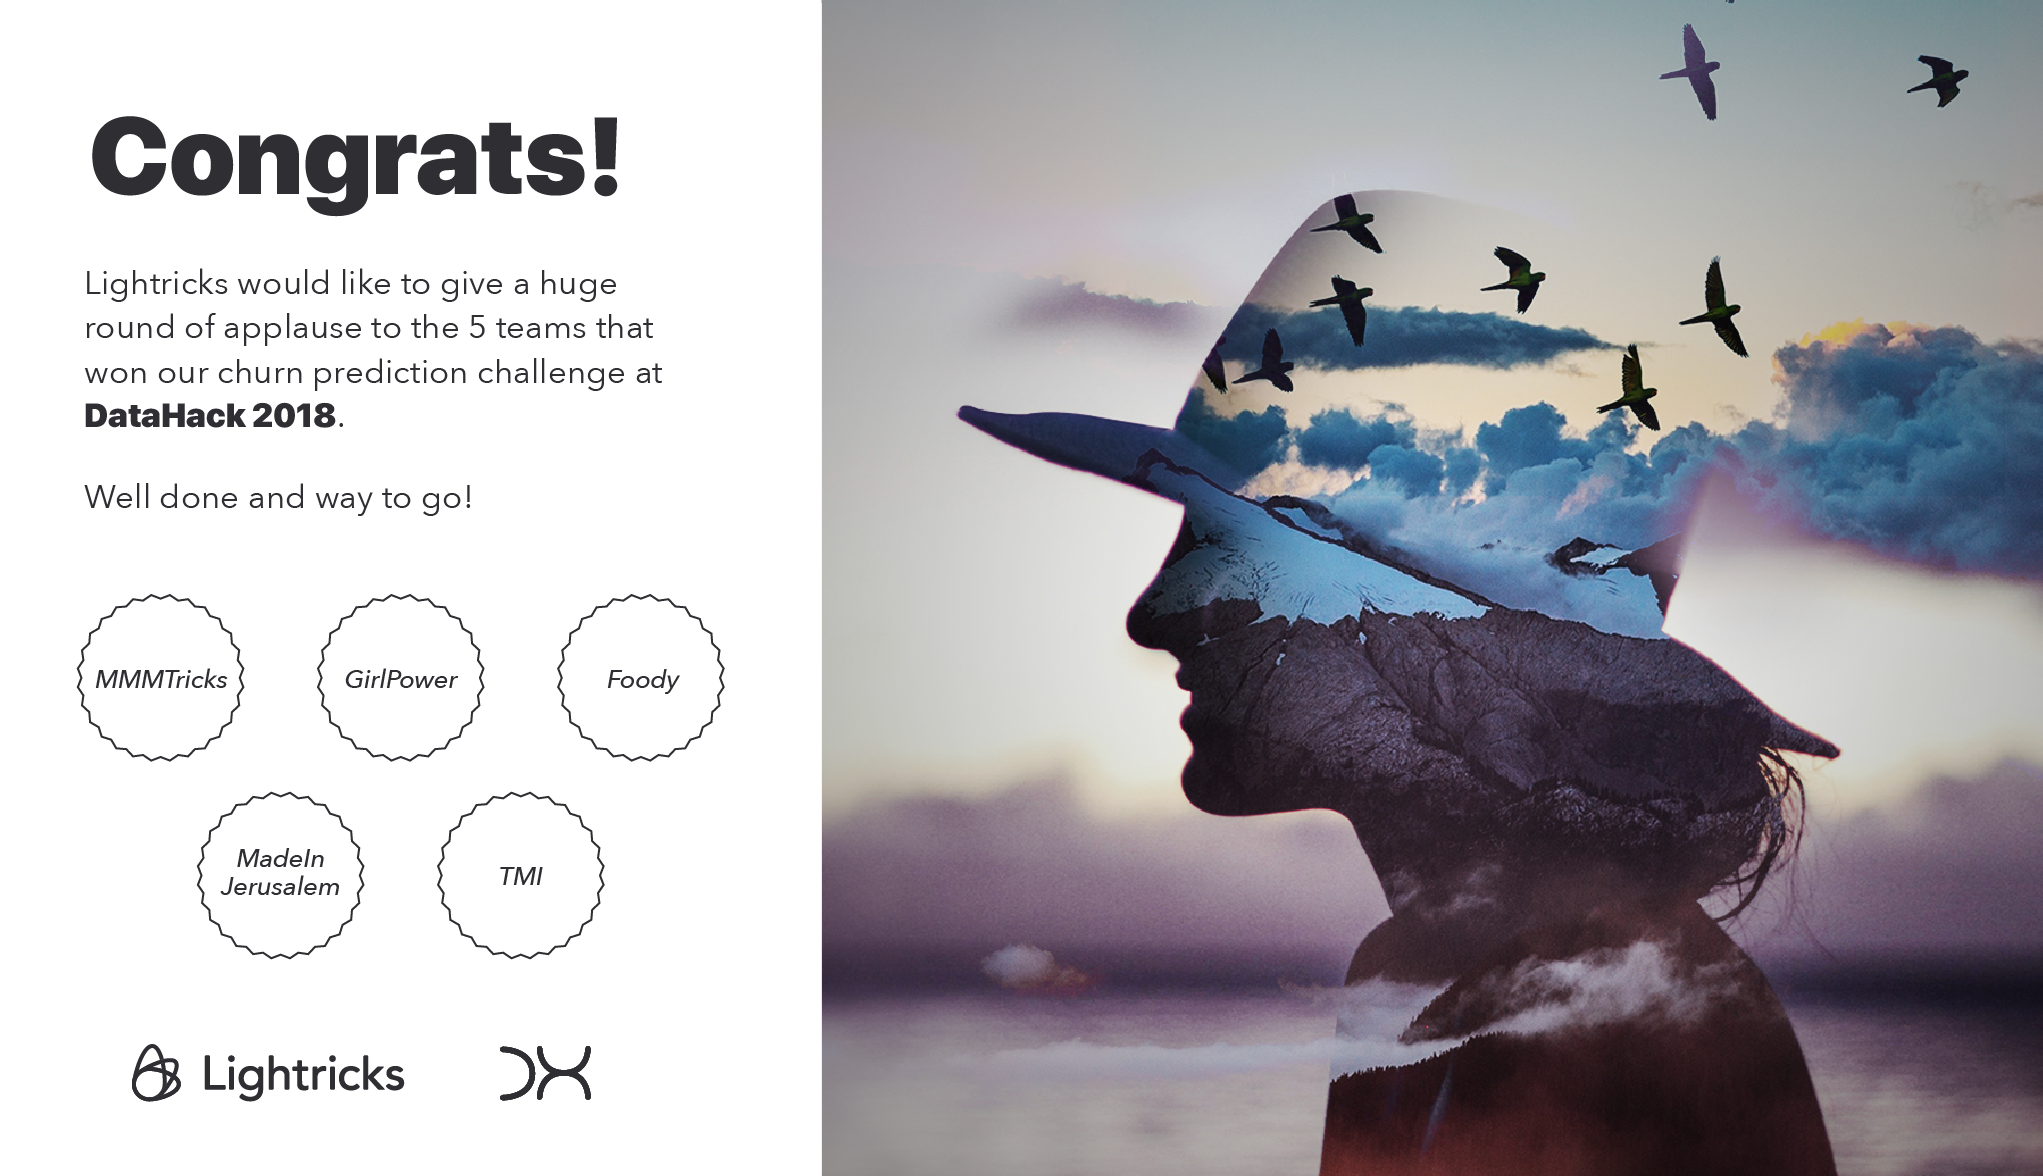 Congrats!
Lightricks would like to give a huge
round of applause to the 5 teams that
won our churn prediction challenge at
DataHack 2018.
Well done and way to go!
MMMTricks
GirlPower
Foody
MadeIn
Jerusalem
TMI
Lightricks